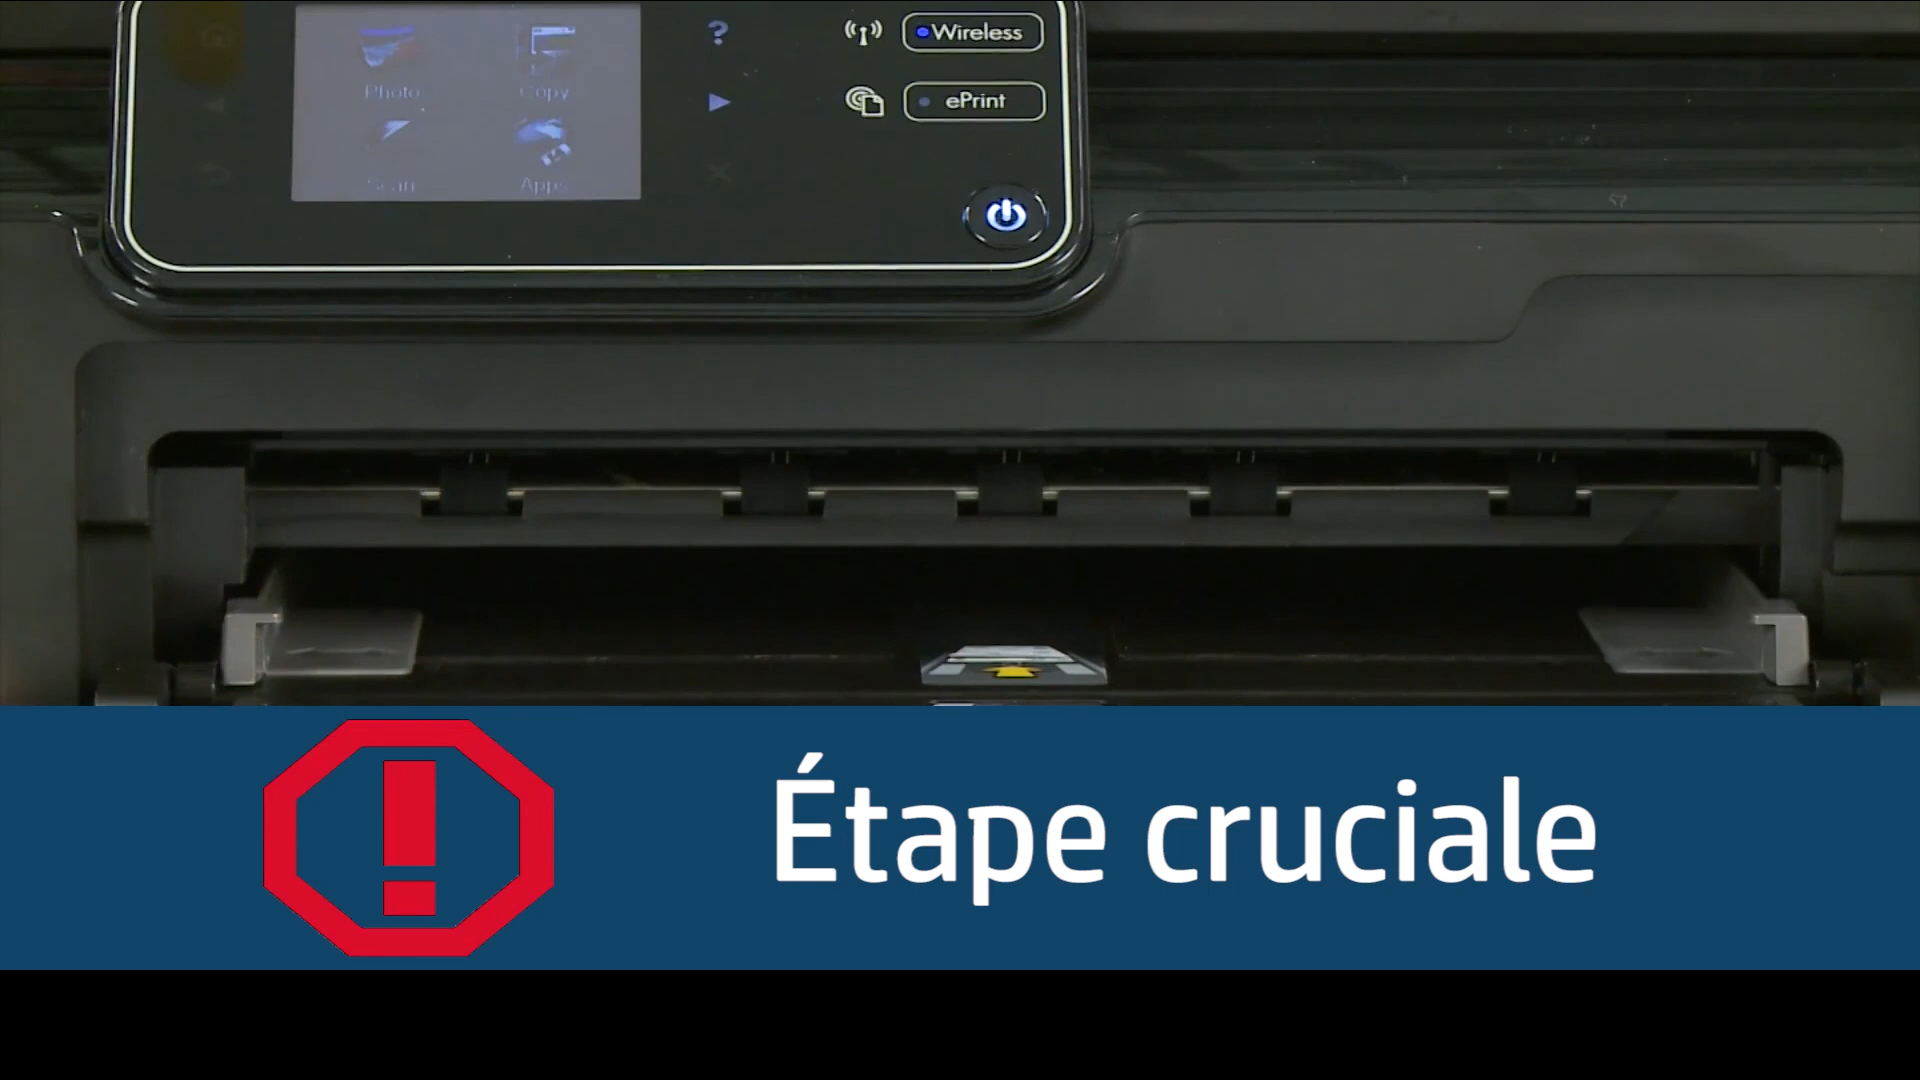 Photo
Copy
Scan
Apps
?
Wireless
ePrint
Étape cruciale